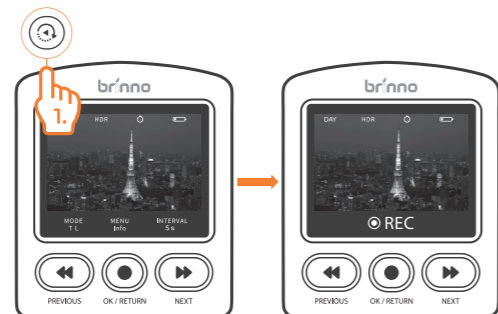 brinno
1.
HDR
MODE MENU INTERVAL
T L Info 5 s
PREVIOUS OK / RETURN NEXT
brinno
DAY HDR
REC
PREVIOUS OK / RETURN NEXT